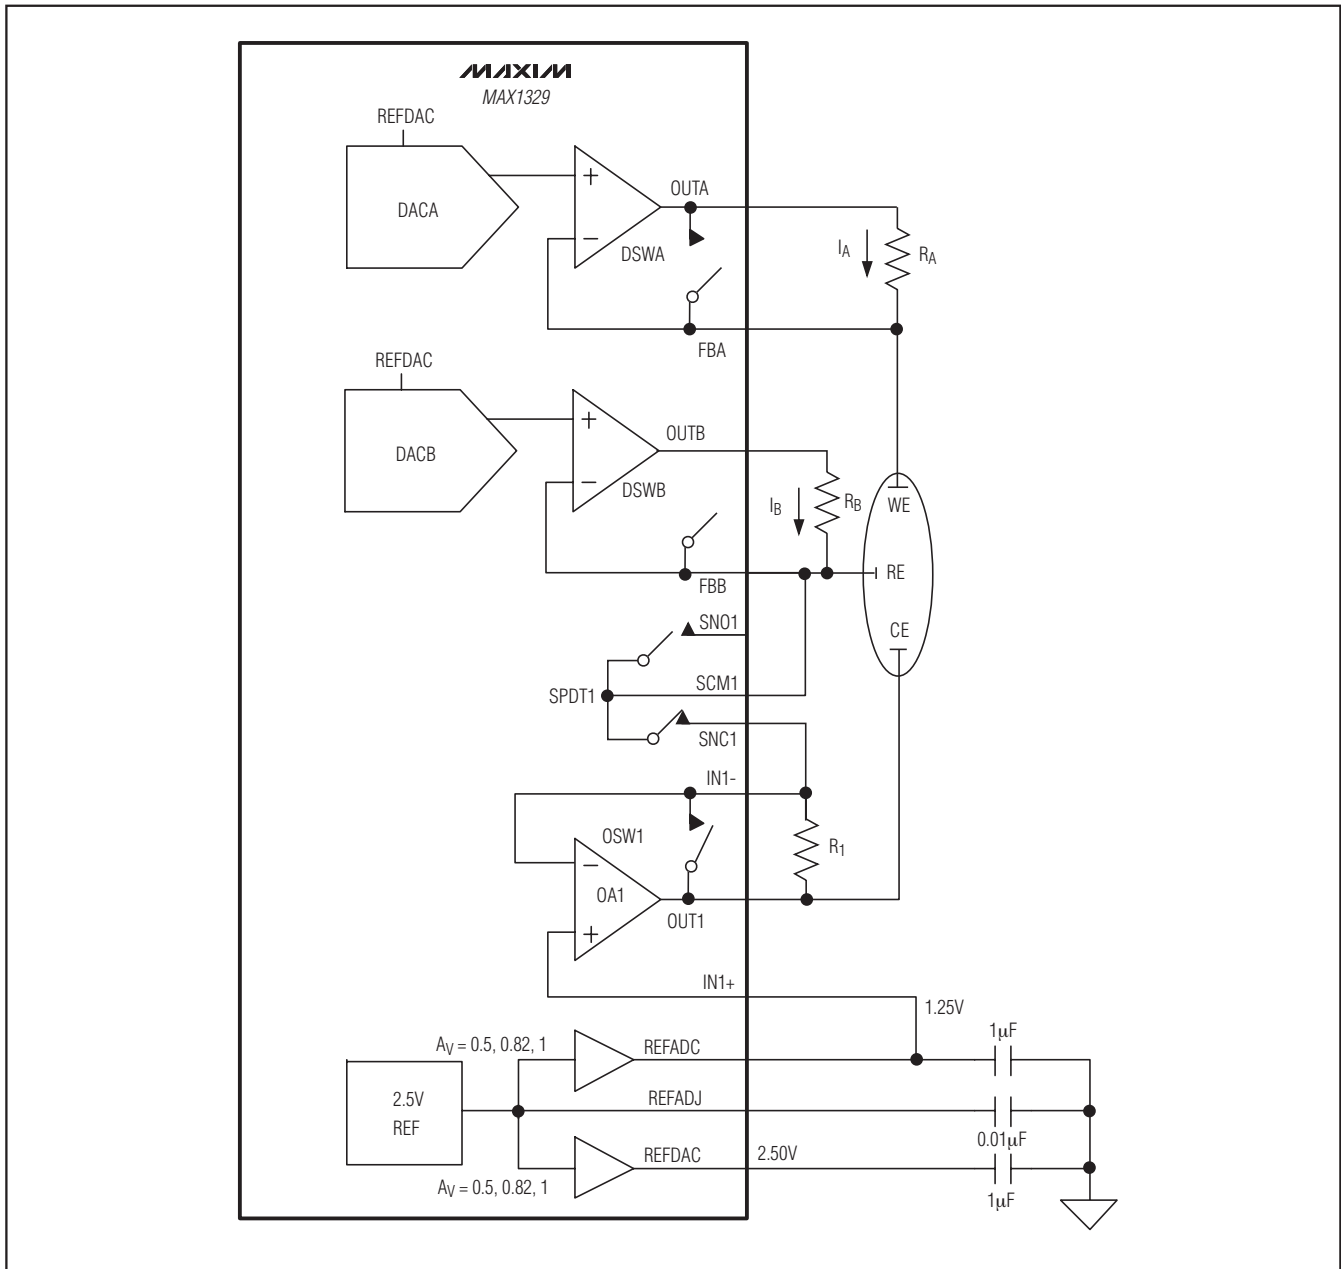 MAXIM
MAX1329
REFDAC
DACA
+
−
OUTA
DSWA
FBA
IA
RA
REFDAC
DACB
+
−
OUTB
DSWB
FBB
IB
RB
WE
RE
CE
SNO1
SPDT1
SCM1
SNC1
IN1-
OSW1
−
OA1
+
OUT1
R1
IN1+
1.25V
2.5V
REF
AV = 0.5, 0.82, 1
REFADC
1µF
REFADJ
0.01µF
AV = 0.5, 0.82, 1
REFDAC
2.50V
1µF